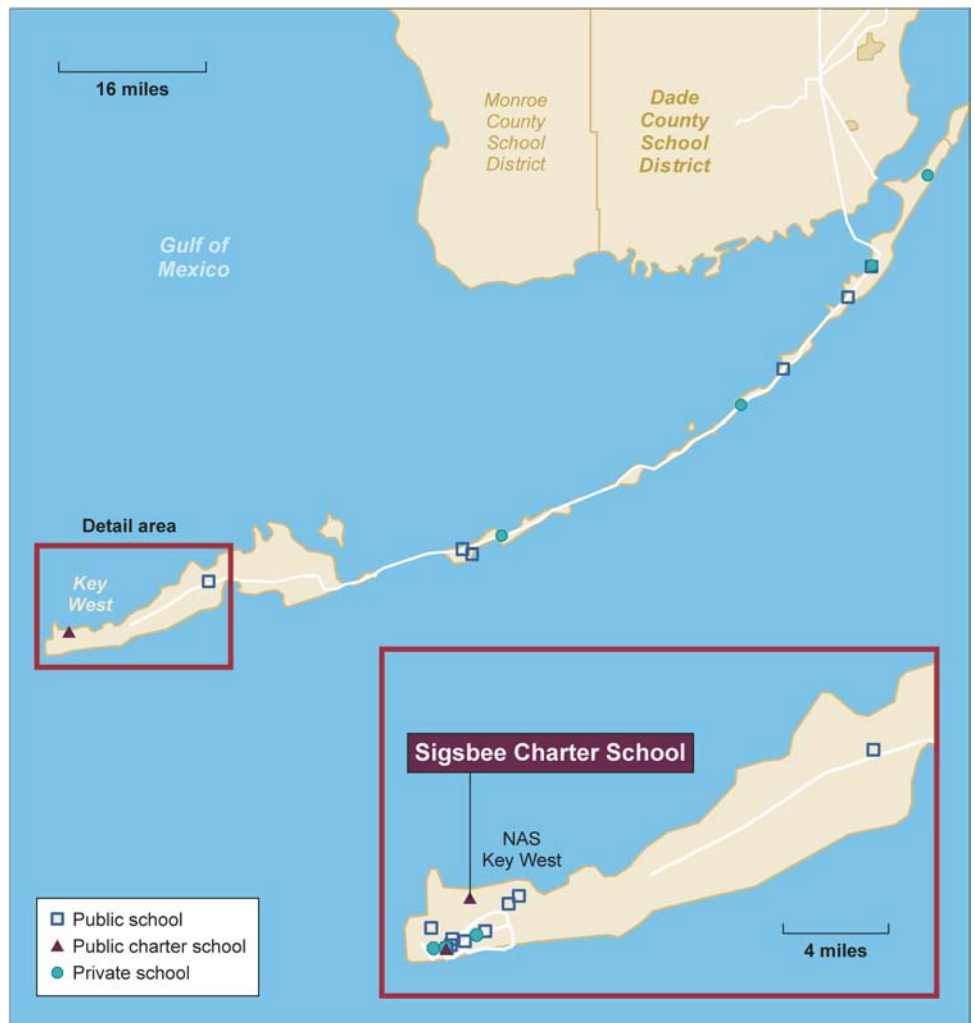 16 miles
Monroe
County
School
District
Dade
County
School
District
Gulf of
Mexico
Detail area
Key
West
Sigsbee Charter School
NAS
Key West
4 miles
Public school
Public charter school
Private school